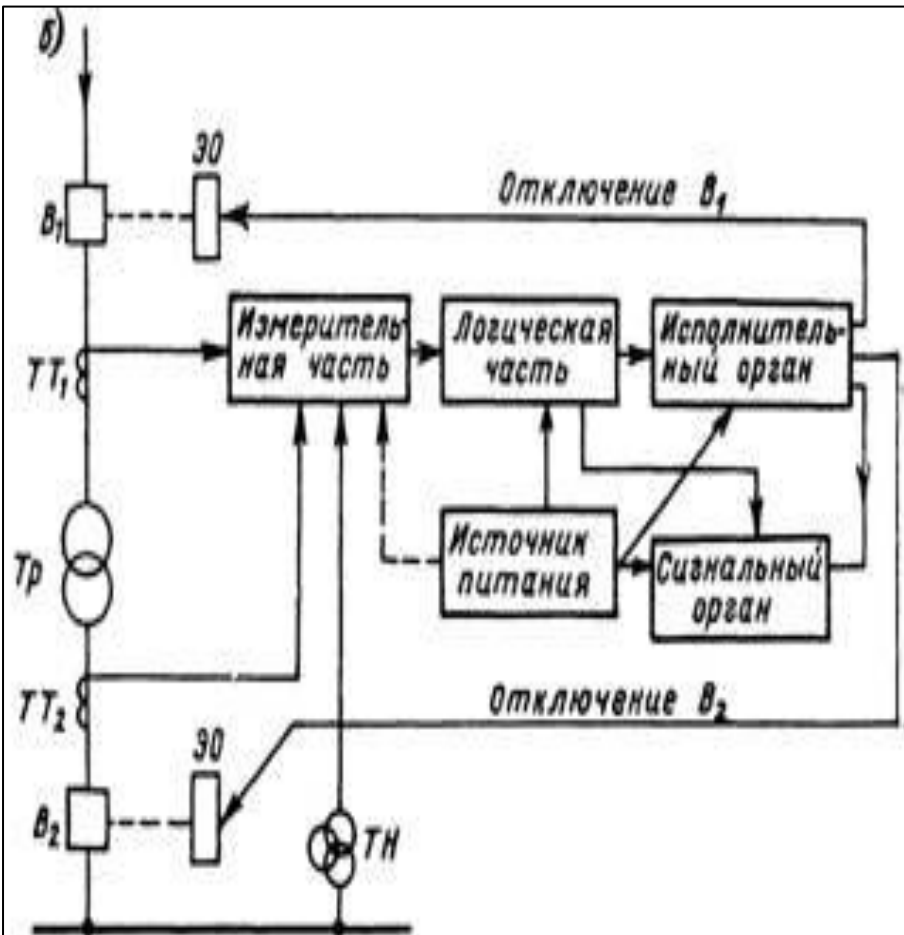 б)
ЭО
Отключение В₁
В₁
Измеритель-
ная часть
Логическая
часть
Исполнитель-
ный орган
ТТ₁
Тр
Источник
питания
Сигнальный
орган
ТТ₂
Отключение В₂
ЭО
В₂
ТН